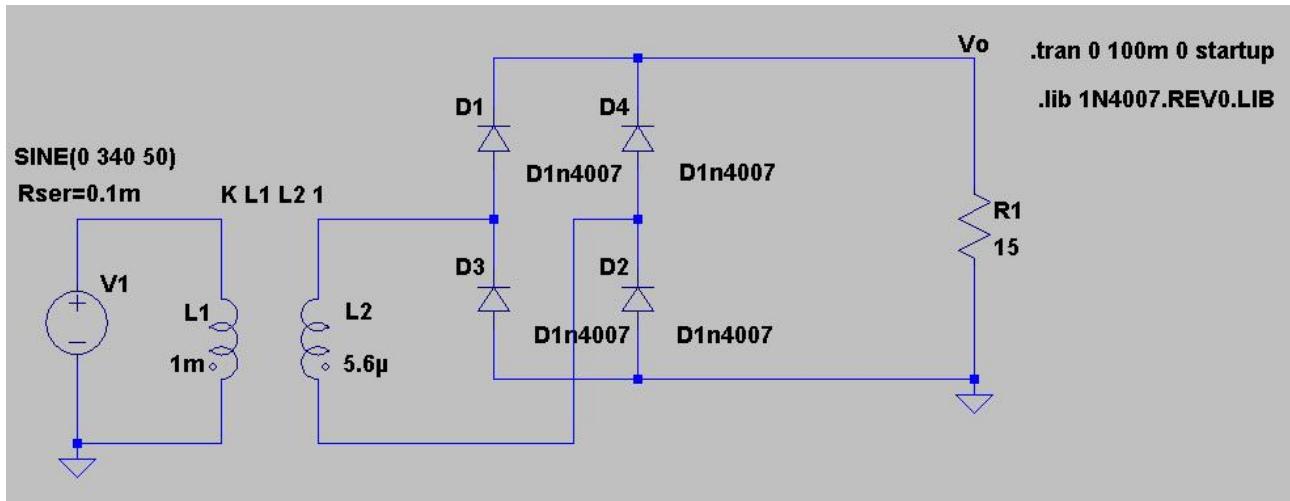 Vo
.tran 0 100m 0 startup
.lib 1N4007.REV0.LIB
D1
D4
D1n4007
D1n4007
SINE(0 340 50)
Rser=0.1m
K L1 L2 1
R1
15
V1
L1
1m
L2
5.6µ
D3
D2
D1n4007
D1n4007